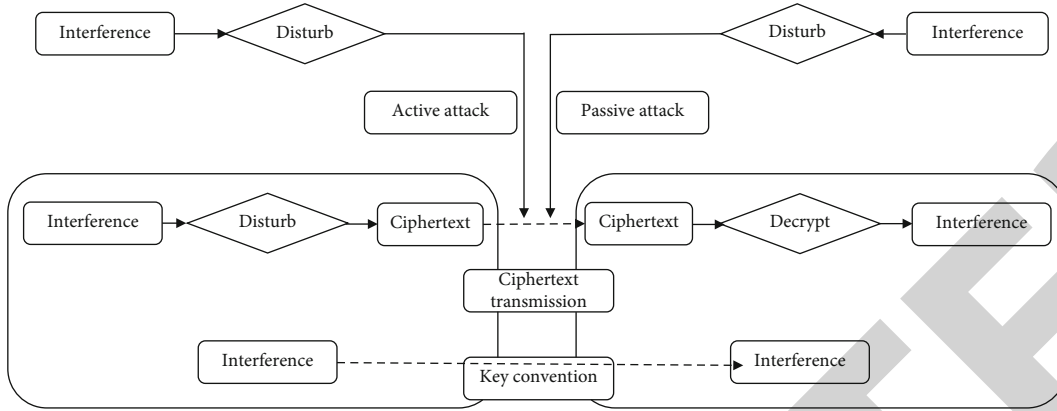 Interference
Disturb
Disturb
Interference
Active attack
Passive attack
Interference
Disturb
Ciphertext
Ciphertext
Decrypt
Interference
Ciphertext
transmission
Interference
Interference
Key convention